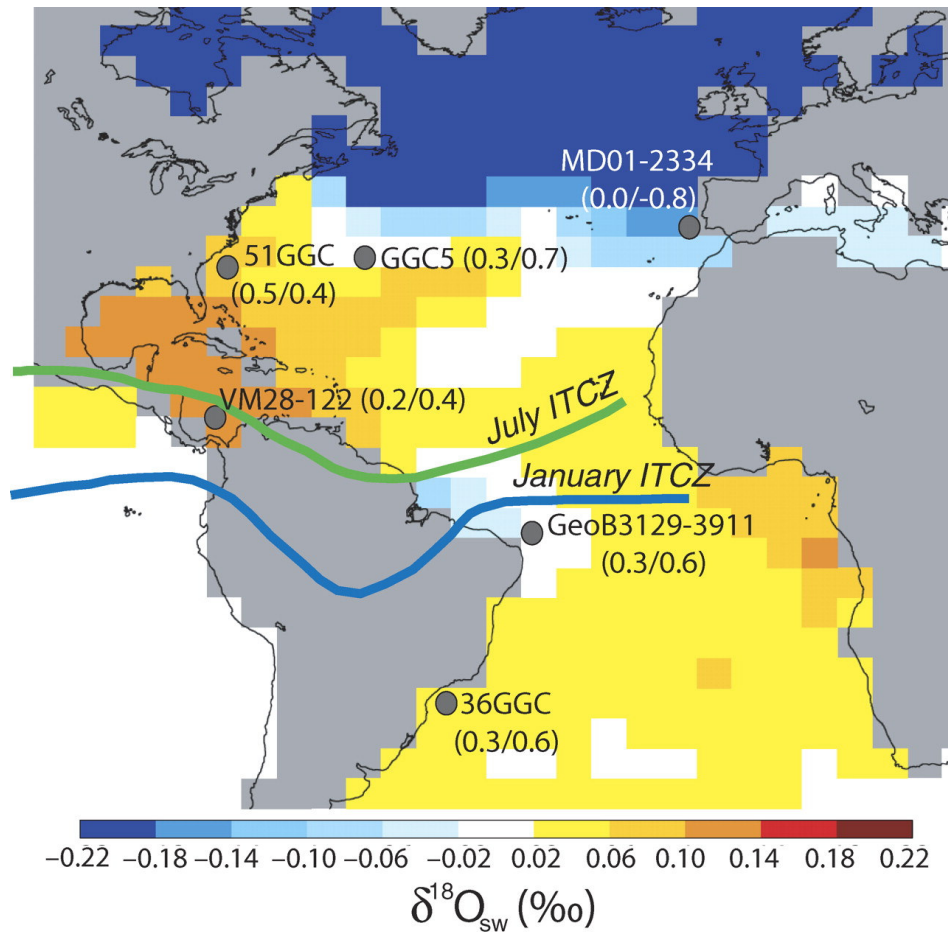 MD01-2334
(0.0/-0.8)
51GGC
(0.5/0.4)
GGC5 (0.3/0.7)
VM28-122 (0.2/0.4)
July ITCZ
January ITCZ
GeoB3129-3911
(0.3/0.6)
36GGC
(0.3/0.6)
−0.22 −0.18 −0.14 −0.10 −0.06 −0.02 0.02 0.06 0.10 0.14 0.18 0.22
δ¹⁸Osw (‰)